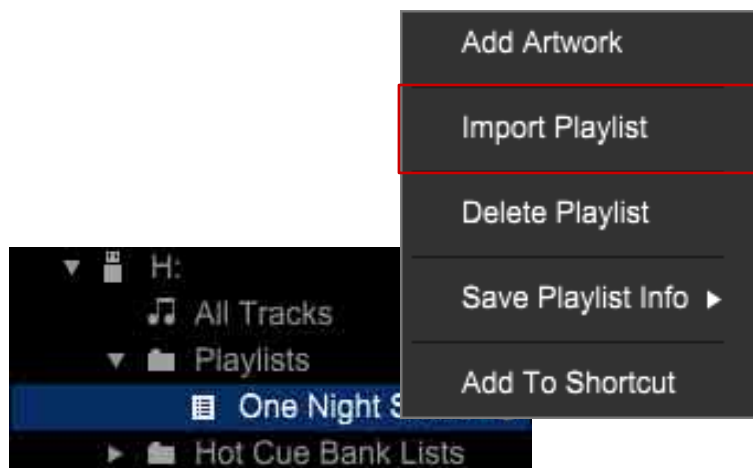 Add Artwork
Import Playlist
Delete Playlist
Save Playlist Info
Add To Shortcut
H:
All Tracks
Playlists
One Night
Hot Cue Bank Lists